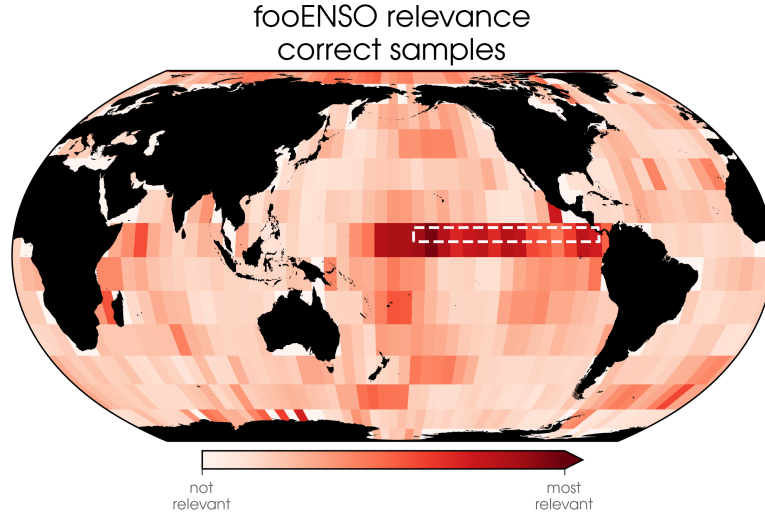 fooENSO relevance
correct samples
not
relevant
most
relevant